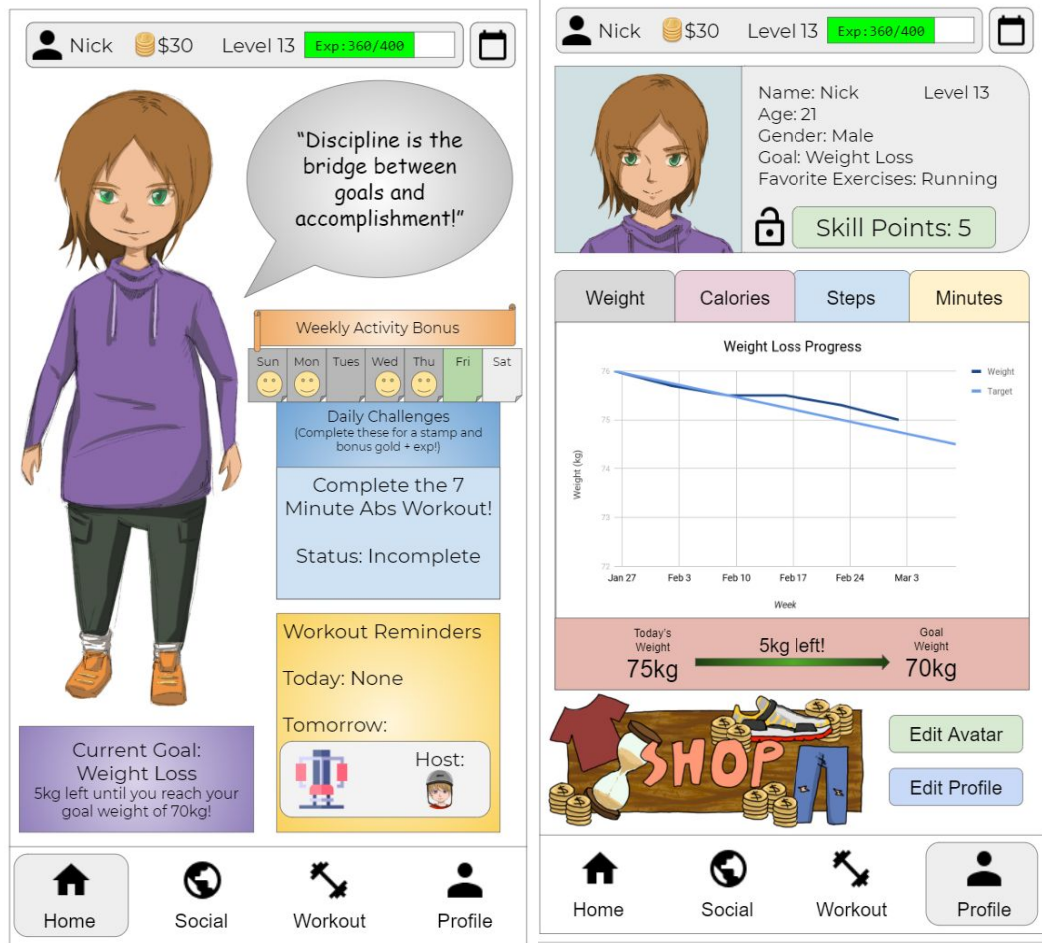 Nick $30 Level 13 Exp:360/400
"Discipline is the
bridge between
goals and
accomplishment!"
Weekly Activity Bonus
Sun Mon Tues Wed Thu Fri Sat
Daily Challenges
(Complete these for a stamp and
bonus gold + exp!)
Complete the 7
Minute Abs Workout!
Status: Incomplete
Workout Reminders
Today: None
Tomorrow:
Host:
Current Goal:
Weight Loss
5kg left until you reach your
goal weight of 70kg!
Home Social Workout Profile
Nick $30 Level 13 Exp:360/400
Name: Nick Level 13
Age: 21
Gender: Male
Goal: Weight Loss
Favorite Exercises: Running
Skill Points: 5
Weight Calories Steps Minutes
Weight Loss Progress
Weight
Target
76
75
74
73
72
Weight (kg)
Jan 27 Feb 3 Feb 10 Feb 17 Feb 24 Mar 3
Week
Today's
Weight
75kg
5kg left!
Goal
Weight
70kg
SHOP
Edit Avatar
Edit Profile
Home Social Workout Profile